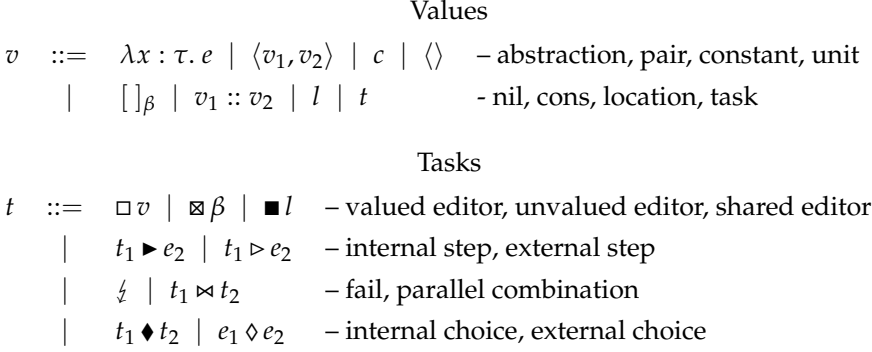 Values
v ::= λx : τ. e | ⟨v₁, v₂⟩ | c | ⟨⟩ – abstraction, pair, constant, unit
| [ ]β | v₁ :: v₂ | l | t - nil, cons, location, task
Tasks
t ::= □ v | ⊠ β | ■ l – valued editor, unvalued editor, shared editor
| t₁ ▶ e₂ | t₁ ▷ e₂ – internal step, external step
| ↯ | t₁ ⋈ t₂ – fail, parallel combination
| t₁ ♦ t₂ | e₁ ◊ e₂ – internal choice, external choice